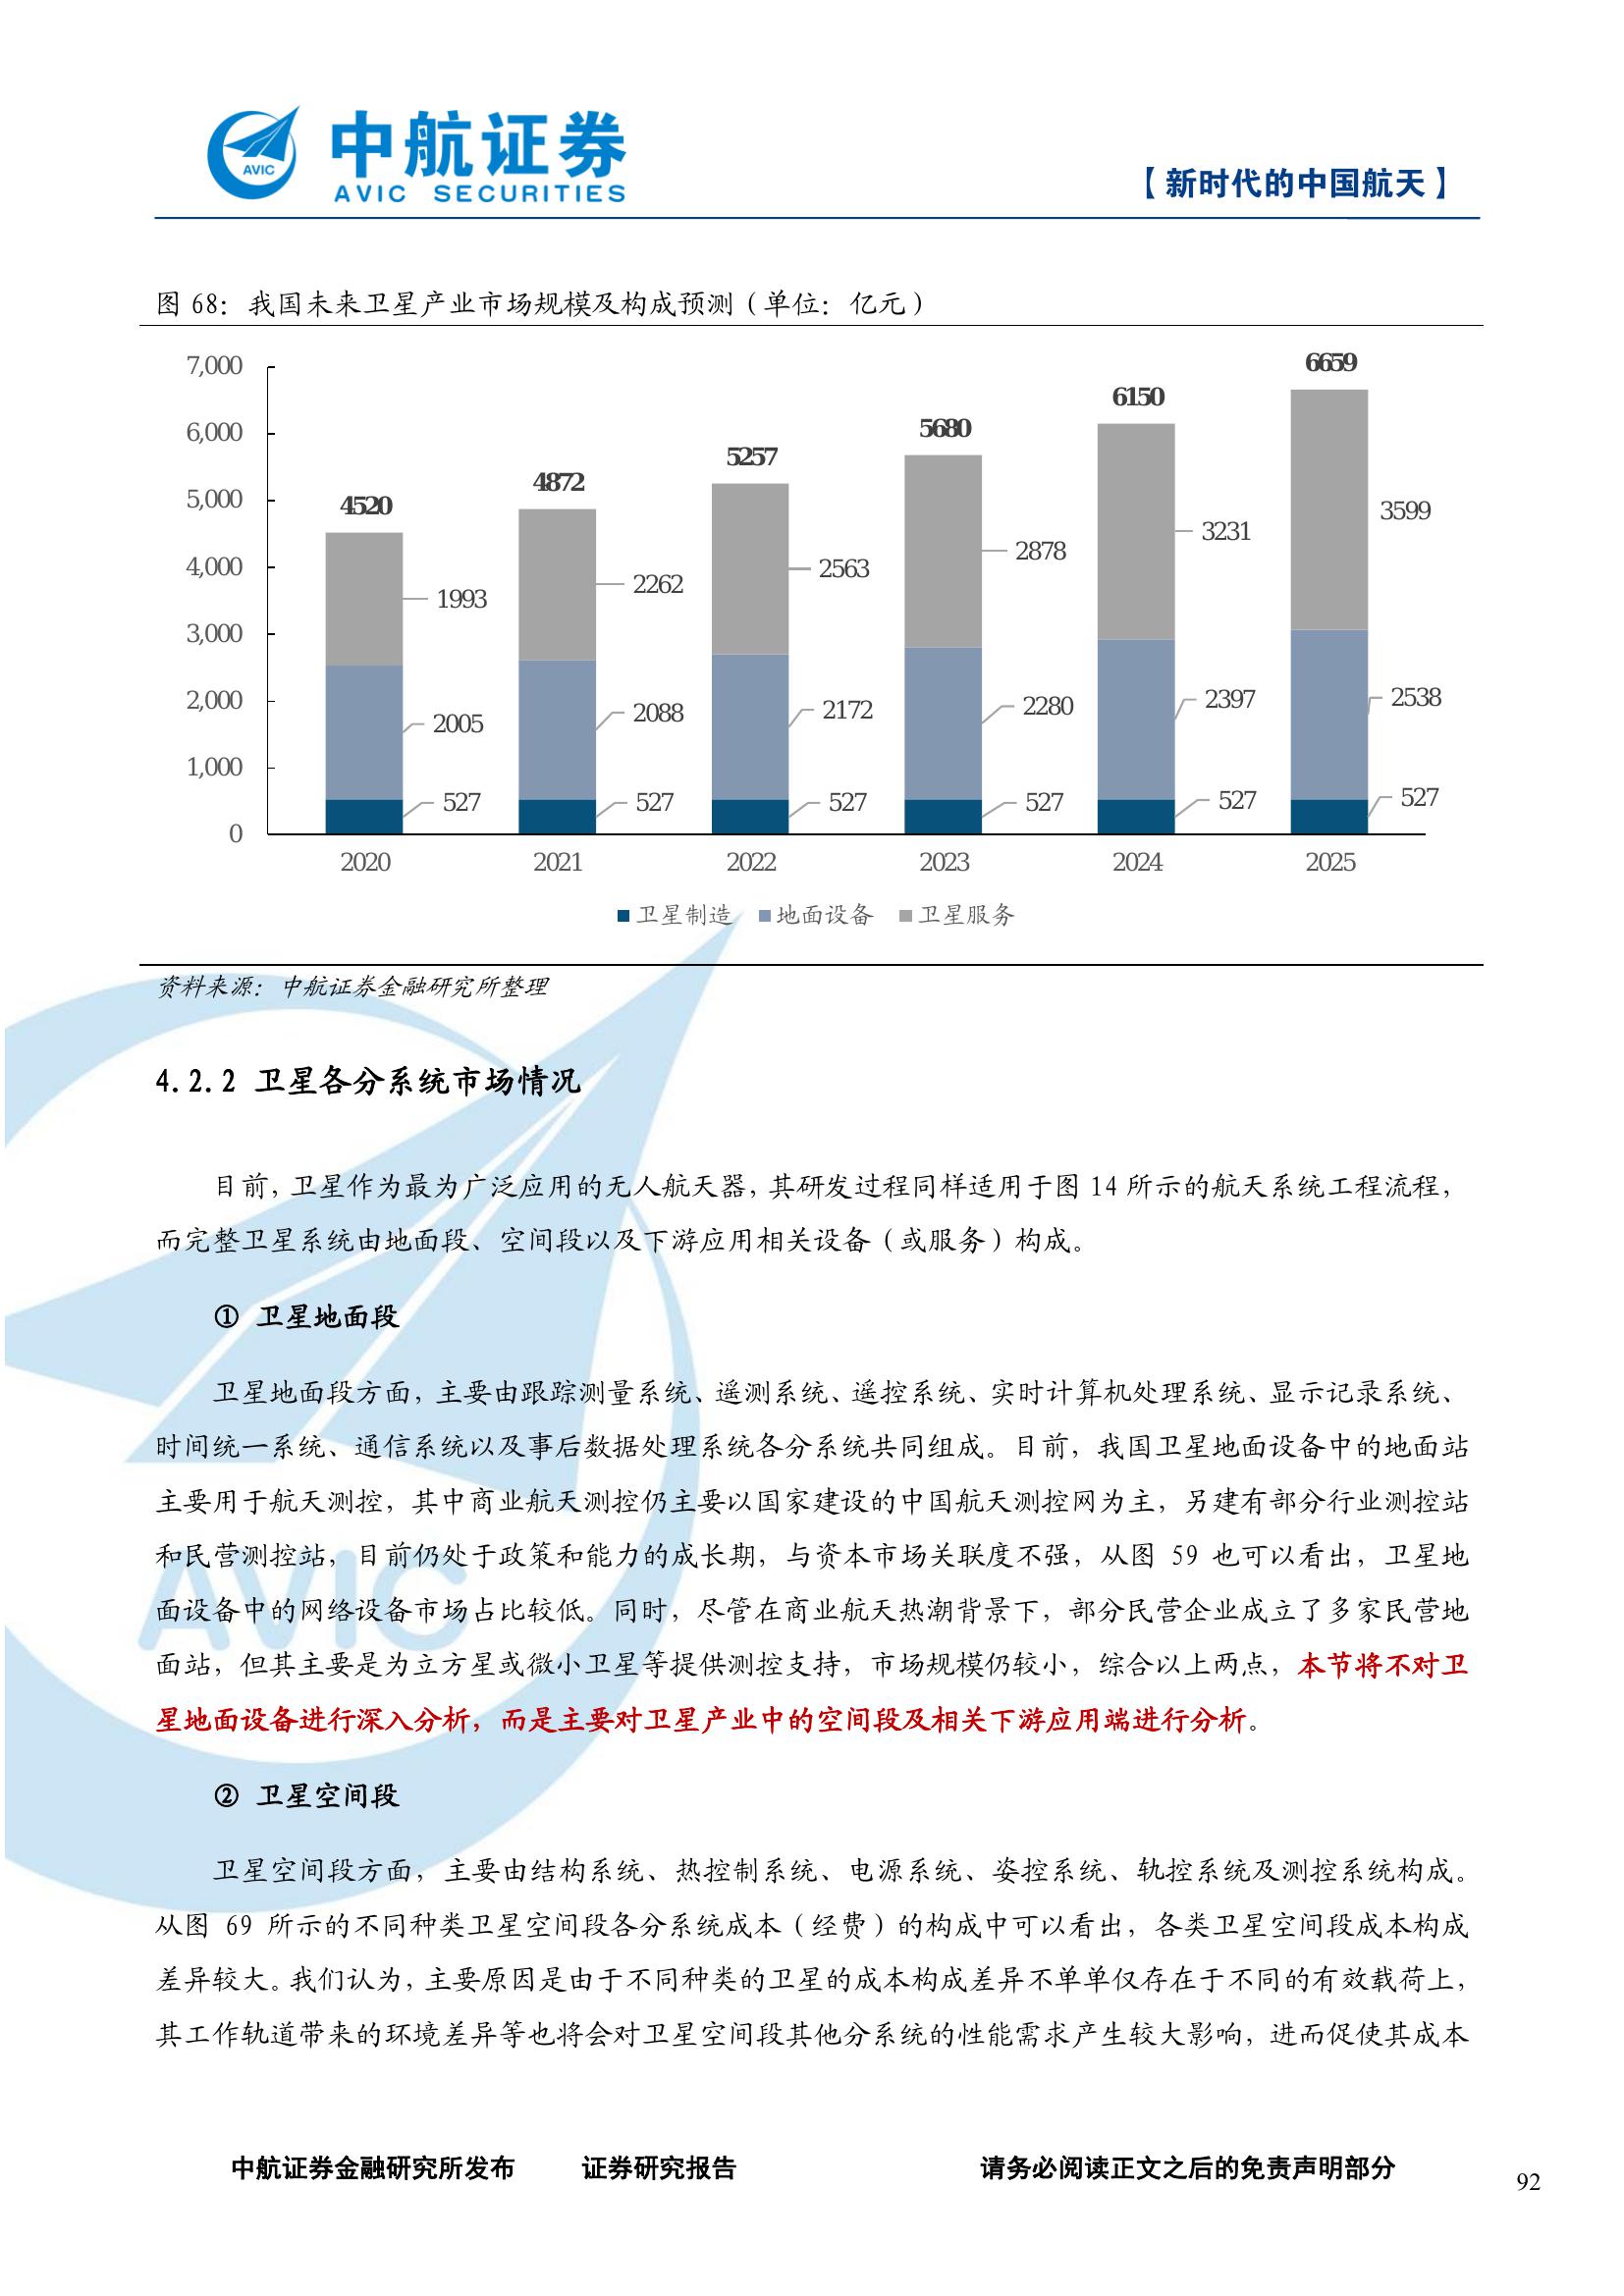 中航证券
AVIC SECURITIES
AVIC
【新时代的中国航天】
图 68：我国未来卫星产业市场规模及构成预测（单位：亿元）
7,000
6,000
5,000
4,000
3,000
2,000
1,000
0
4520
4872
5257
5680
6150
6659
1993
2262
2563
2878
3231
3599
2005
2088
2172
2280
2397
2538
527
527
527
527
527
527
2020 2021 2022 2023 2024 2025
卫星制造 地面设备 卫星服务
资料来源：中航证券金融研究所整理
4.2.2 卫星各分系统市场情况
目前，卫星作为最为广泛应用的无人航天器，其研发过程同样适用于图 14 所示的航天系统工程流程，
而完整卫星系统由地面段、空间段以及下游应用相关设备（或服务）构成。
① 卫星地面段
卫星地面段方面，主要由跟踪测量系统、遥测系统、遥控系统、实时计算机处理系统、显示记录系统、
时间统一系统、通信系统以及事后数据处理系统各分系统共同组成。目前，我国卫星地面设备中的地面站
主要用于航天测控，其中商业航天测控仍主要以国家建设的中国航天测控网为主，另建有部分行业测控站
和民营测控站，目前仍处于政策和能力的成长期，与资本市场关联度不强，从图 59 也可以看出，卫星地
面设备中的网络设备市场占比较低。同时，尽管在商业航天热潮背景下，部分民营企业成立了多家民营地
面站，但其主要是为立方星或微小卫星等提供测控支持，市场规模仍较小，综合以上两点，本节将不对卫
星地面设备进行深入分析，而是主要对卫星产业中的空间段及相关下游应用端进行分析。
② 卫星空间段
卫星空间段方面，主要由结构系统、热控制系统、电源系统、姿控系统、轨控系统及测控系统构成。
从图 69 所示的不同种类卫星空间段各分系统成本（经费）的构成中可以看出，各类卫星空间段成本构成
差异较大。我们认为，主要原因是由于不同种类的卫星的成本构成差异不单单仅存在于不同的有效载荷上，
其工作轨道带来的环境差异等也将会对卫星空间段其他分系统的性能需求产生较大影响，进而促使其成本
AVIC
中航证券金融研究所发布 证券研究报告 请务必阅读正文之后的免责声明部分
92